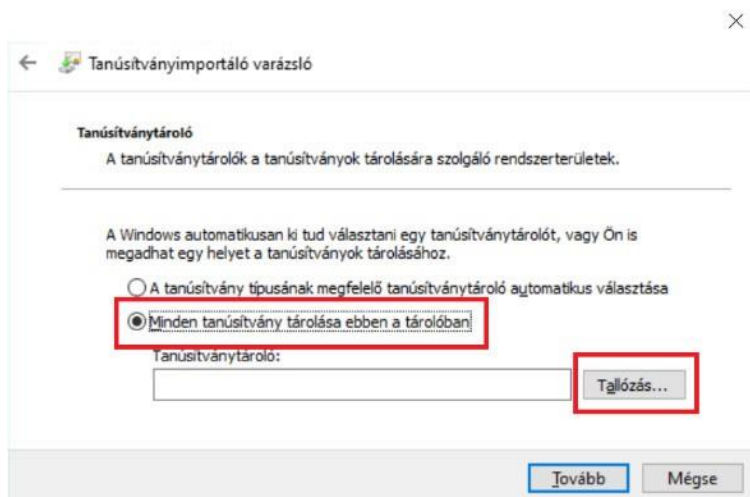 Tanúsítványimportáló varázsló
Tanúsítványtároló
A tanúsítványtárolók a tanúsítványok tárolására szolgáló rendszerterületek.
A Windows automatikusan ki tud választani egy tanúsítványtárolót, vagy Ön is
megadhat egy helyet a tanúsítványok tárolásához.
A tanúsítvány típusának megfelelő tanúsítványtároló automatikus választása
Minden tanúsítvány tárolása ebben a tárolóban
Tanúsítványtároló:
Tallózás...
Tovább Mégse